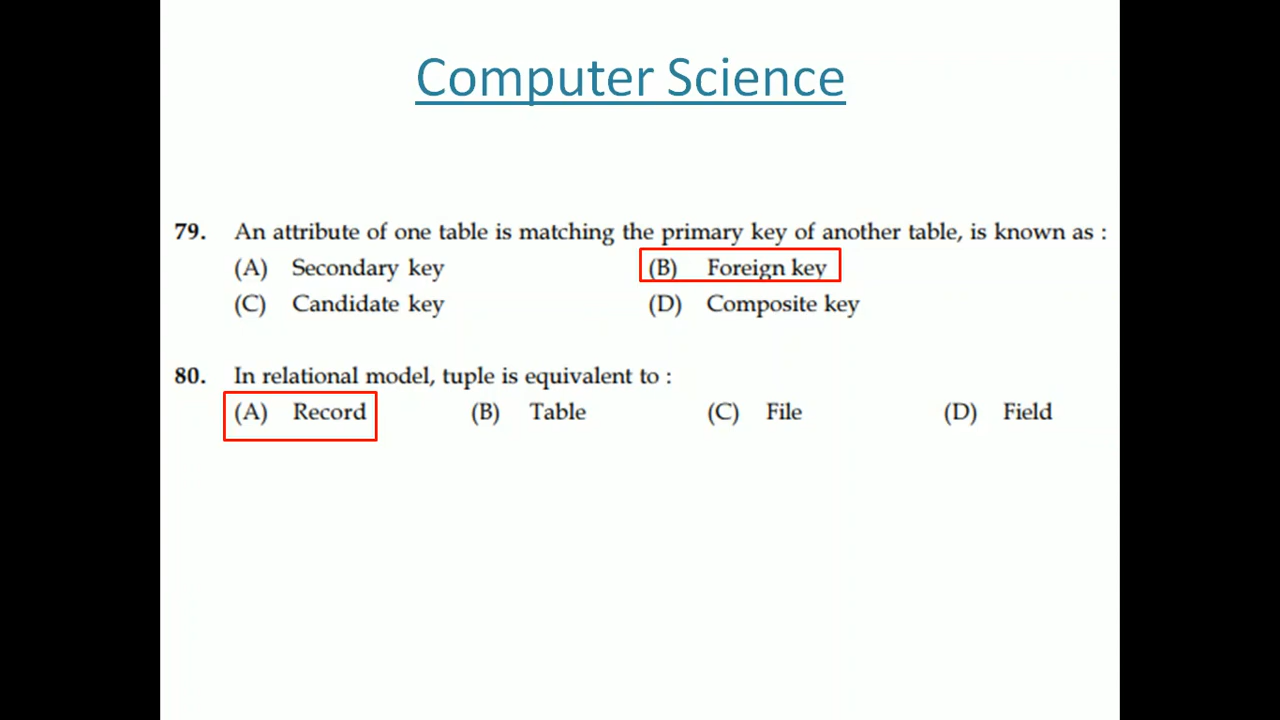 Computer Science
79. An attribute of one table is matching the primary key of another table, is known as :
(A) Secondary key (B) Foreign key
(C) Candidate key (D) Composite key
80. In relational model, tuple is equivalent to :
(A) Record (B) Table (C) File (D) Field